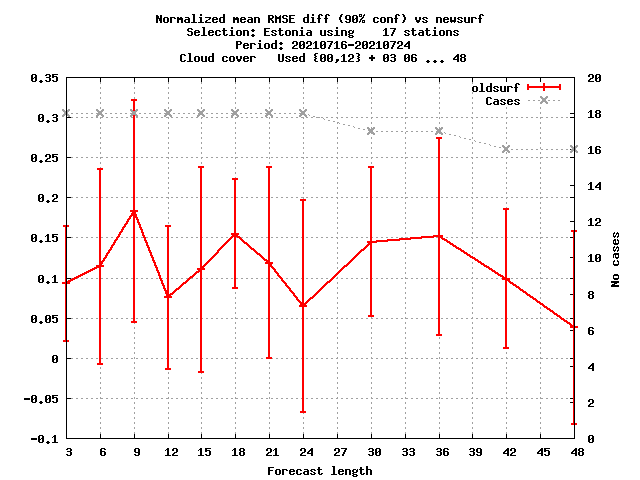 Normalized mean RMSE diff (90% conf) vs newsurf
Selection: Estonia using    17 stations
Period: 20210716-20210724
Cloud cover   Used {00,12} + 03 06 ... 48
oldsurf
Cases
0.35
0.3
0.25
0.2
0.15
0.1
0.05
0
-0.05
-0.1
20
18
16
14
12
10
8
6
4
2
0
No cases
3 6 9 12 15 18 21 24 27 30 33 36 39 42 45 48
Forecast length